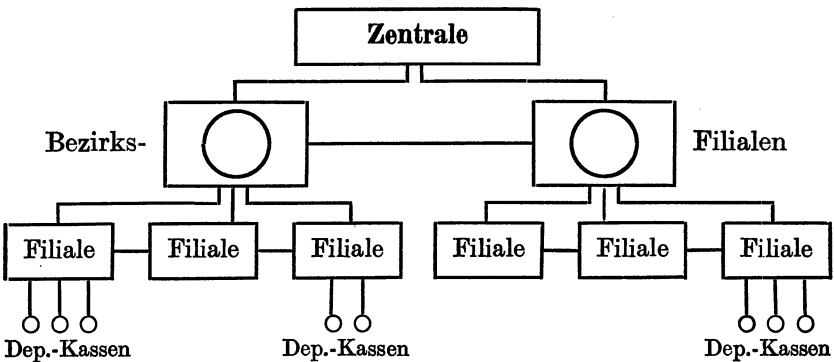 Zentrale
Bezirks- Filialen
Filiale Filiale Filiale Filiale Filiale Filiale
Dep.-Kassen Dep.-Kassen Dep.-Kassen